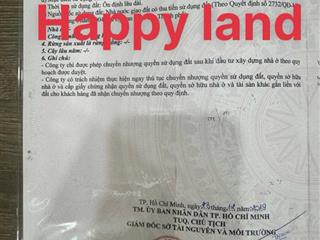 - Thời hạn sử dụng đất: Ổn định lâu dài.
- Nguồn gốc sử dụng đất: Nhà nước giao đất có thu tiền sử dụng đất (Theo Quyết định số 2732/QĐ-
Happy land
4. Rừng sản xuất là rừng trồng:
6. Ghi chú:
- Công ty chỉ được phép chuyển nhượng quyền sử dụng đất sau khi đầu tư xây dựng nhà ở theo quy
hoạch được duyệt.
- Công ty có trách nhiệm thực hiện ngay thủ tục chuyển nhượng quyền sử dụng đất, quyền sở hữu
nhà ở và cấp giấy chứng nhận quyền sử dụng đất, quyền sở hữu nhà ở và tài sản khác gắn liền với
đất cho khách hàng đã nhận chuyển nhượng theo quy định.
TP. Hồ Chí Minh, ngày
TM. ỦY BAN NHÂN DÂN TP. HỒ CHÍ MINH
TUQ. CHỦ TỊCH
GIÁM ĐỐC SỞ TÀI NGUYÊN VÀ MÔI TRƯỜNG